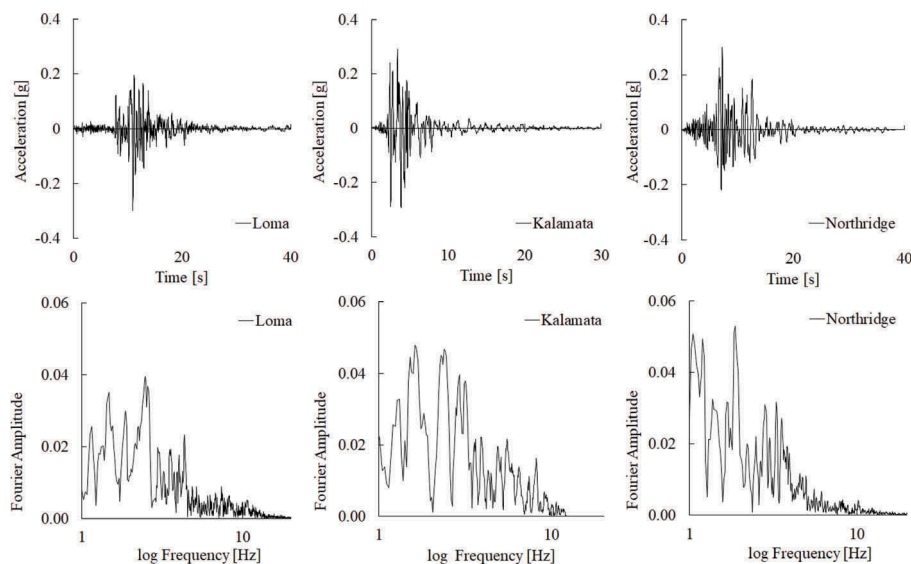 0.4
0.2
0
-0.2
-0.4
Acceleration [g]
0
20
40
Time [s]
Loma
0.4
0.2
0
-0.2
-0.4
Acceleration [g]
0
10
20
30
Time [s]
Kalamata
0.4
0.2
0
-0.2
-0.4
Acceleration [g]
0
20
40
Time [s]
Northridge
0.06
0.04
0.02
0.00
Fourier Amplitude
1
10
log Frequency [Hz]
Loma
0.06
0.04
0.02
0.00
Fourier Amplitude
1
10
log Frequency [Hz]
Kalamata
0.06
0.04
0.02
0.00
Fourier Amplitude
1
10
log Frequency [Hz]
Northridge